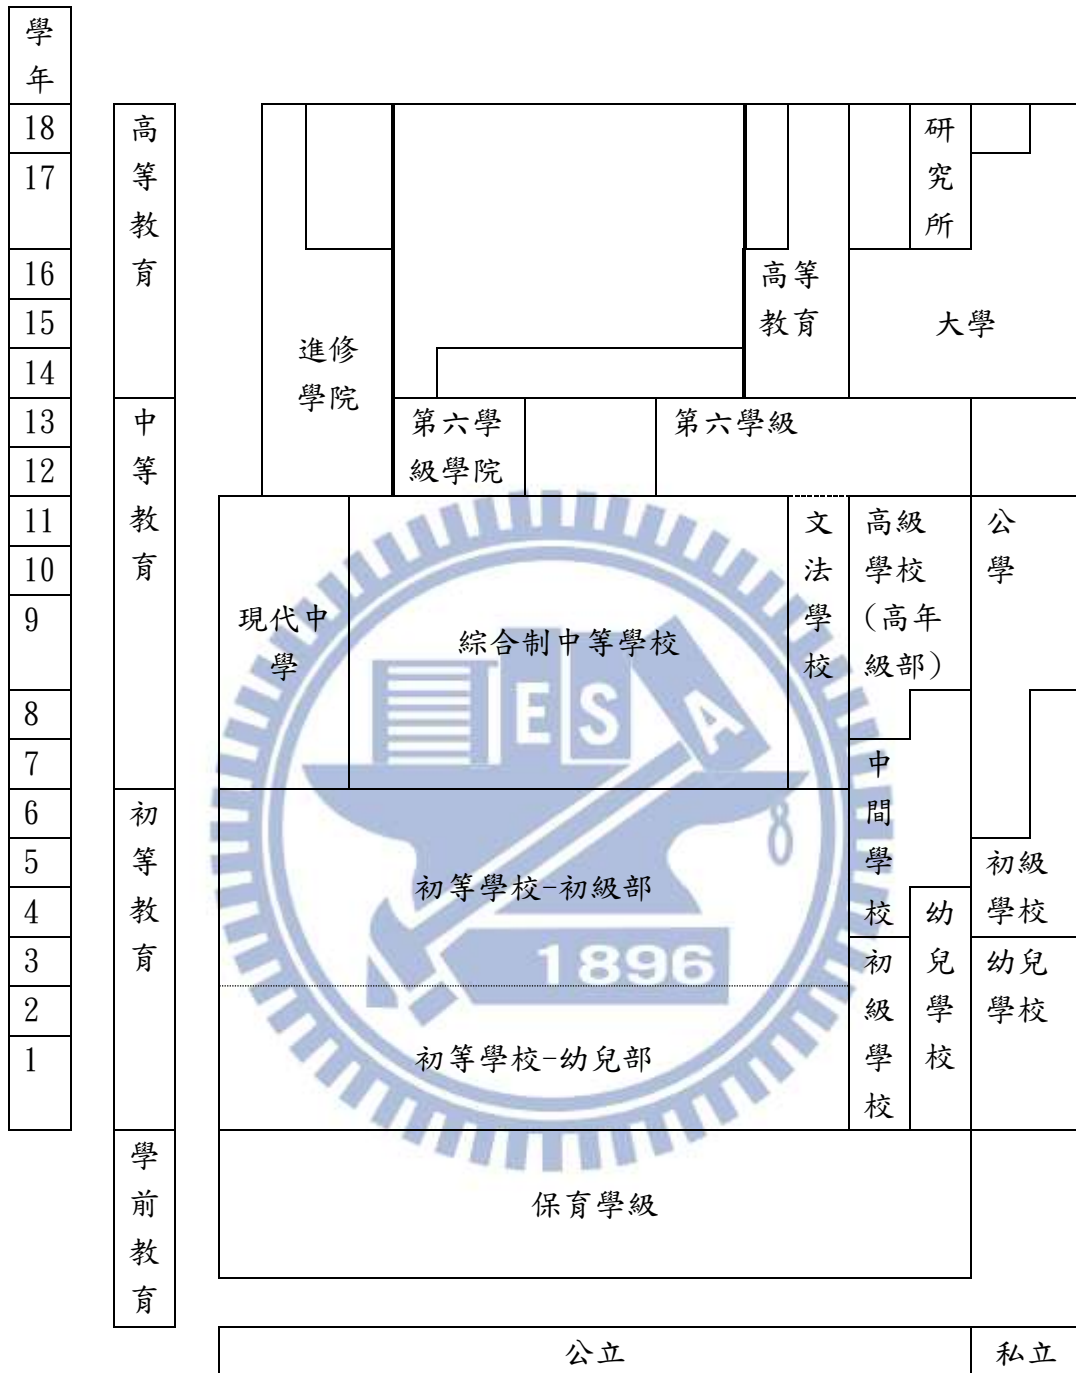 學
年
18
17
16
15
14
13
12
11
10
9
8
7
6
5
4
3
2
1
高
等
教
育
中
等
教
育
初
等
教
育
學
前
教
育
進修
學院
高等
教育
研
究
所
大學
第六學
級學院
第六學級
現代中
學
綜合制中等學校
文
法
學
校
高級
學校
(高年
級部)
公
學
中
間
學
校
初等學校-初級部
初級
學校
初等學校-幼兒部
初
級
學
校
幼
兒
學
校
幼兒
學校
保育學級
公立
私立
ESA
1896